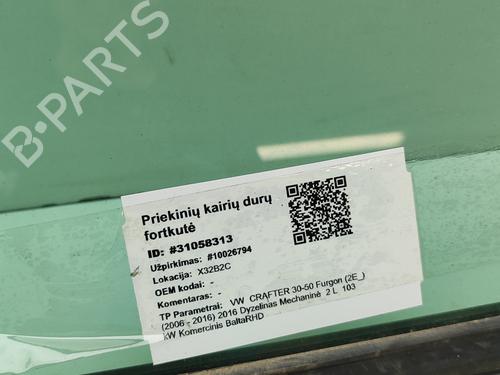 B-PARTS
Priekinių kairių durų
fortkutė
ID: #31058313
Užpirkimas: #10026794
Lokacija: X32B2C
OEM kodai: -
Komentaras: -
TP Parametrai: VW CRAFTER 30-50 Furgon (2E_)
(2006 - 2016) 2016 Dyzelinas Mechaninė 2 L 103
kW Komercinis BaltaRHD